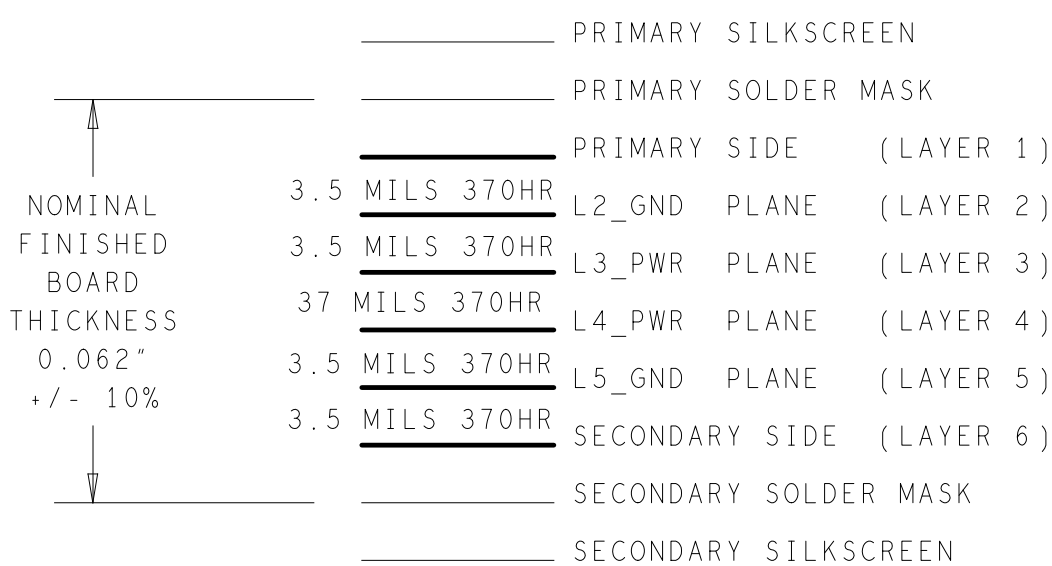 PRIMARY SILKSCREEN
PRIMARY SOLDER MASK
PRIMARY SIDE (LAYER 1)
3.5 MILS 370HR
L2_GND PLANE (LAYER 2)
3.5 MILS 370HR
L3_PWR PLANE (LAYER 3)
37 MILS 370HR
L4_PWR PLANE (LAYER 4)
3.5 MILS 370HR
L5_GND PLANE (LAYER 5)
3.5 MILS 370HR
SECONDARY SIDE (LAYER 6)
SECONDARY SOLDER MASK
SECONDARY SILKSCREEN
NOMINAL
FINISHED
BOARD
THICKNESS
0.062"
+/- 10%